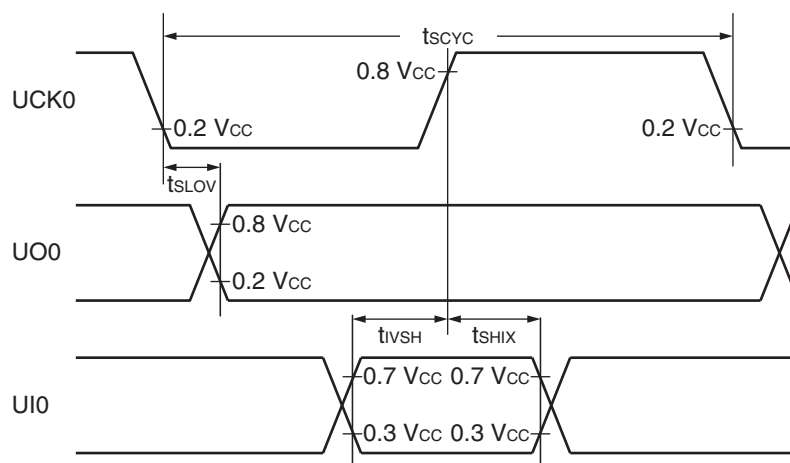 tSCYC
0.8 VCC
UCK0
0.2 VCC 0.2 VCC
tSLOV
0.8 VCC
UO0
0.2 VCC
tIVSH tSHIX
0.7 VCC 0.7 VCC
UI0
0.3 VCC 0.3 VCC